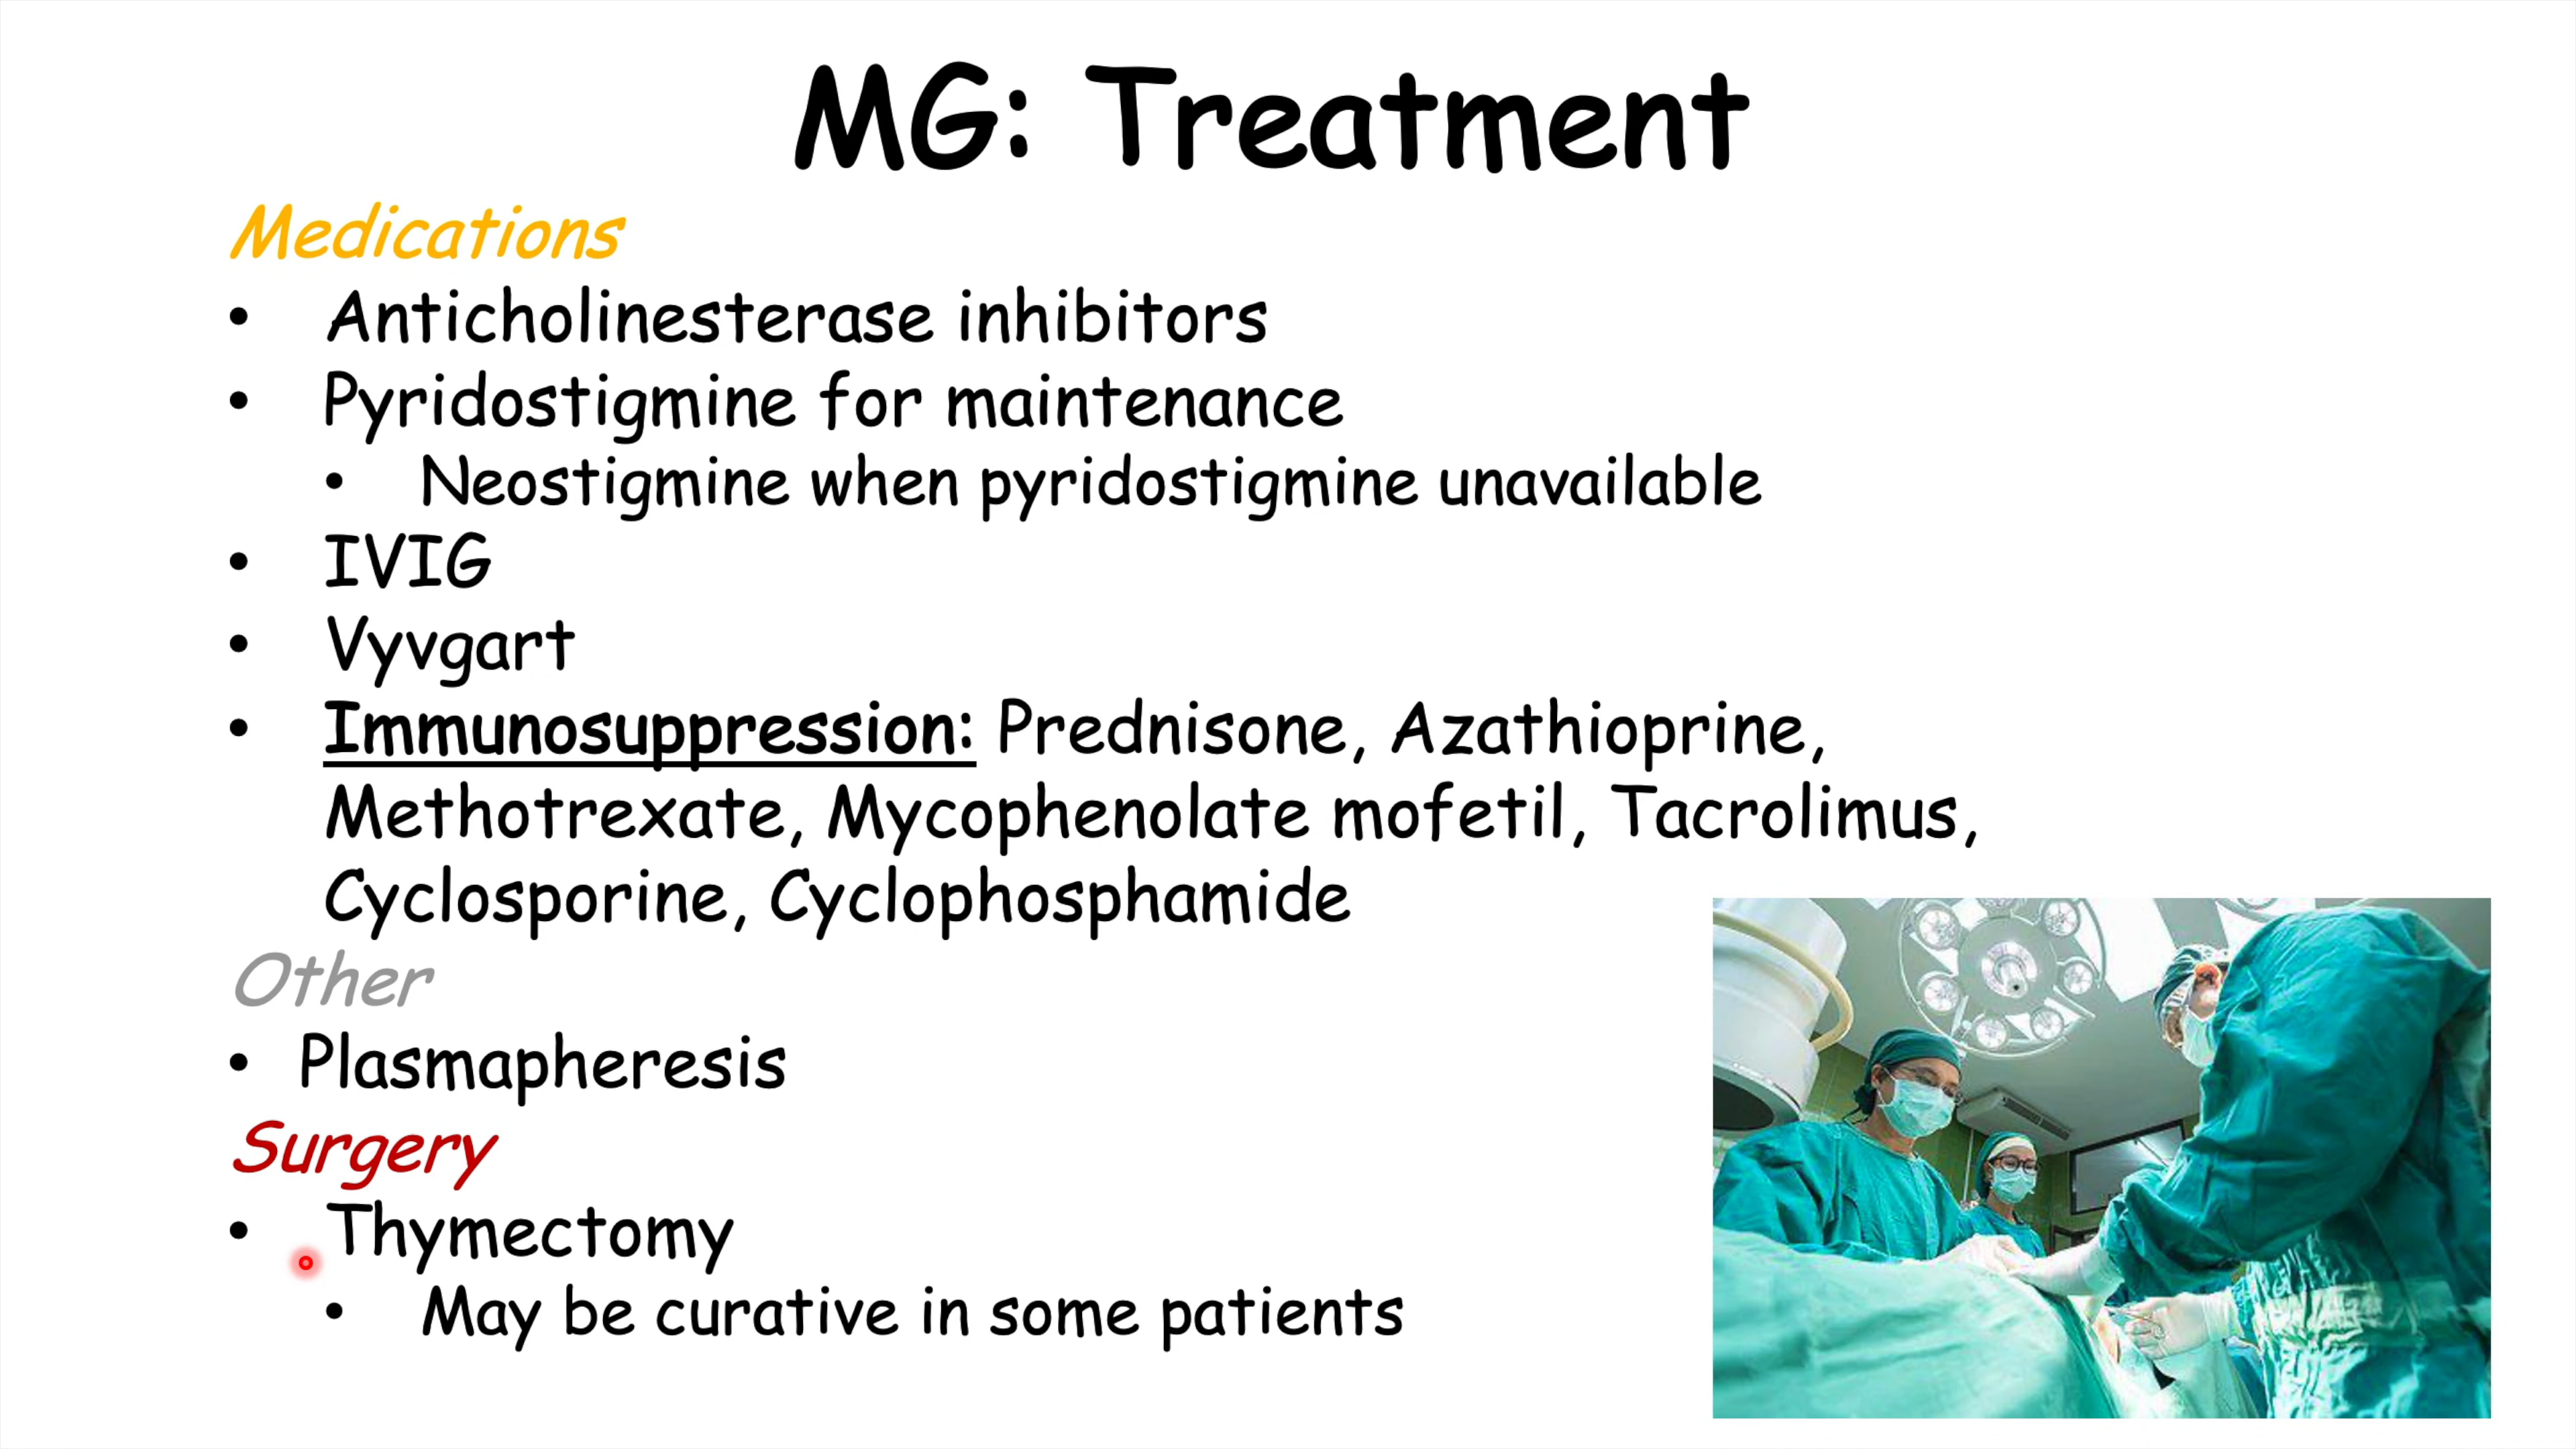 MG: Treatment
Medications
• Anticholinesterase inhibitors
• Pyridostigmine for maintenance
• Neostigmine when pyridostigmine unavailable
• IVIG
• Vyvgart
• Immunosuppression: Prednisone, Azathioprine,
Methotrexate, Mycophenolate mofetil, Tacrolimus,
Cyclosporine, Cyclophosphamide
Other
• Plasmapheresis
Surgery
• Thymectomy
• May be curative in some patients